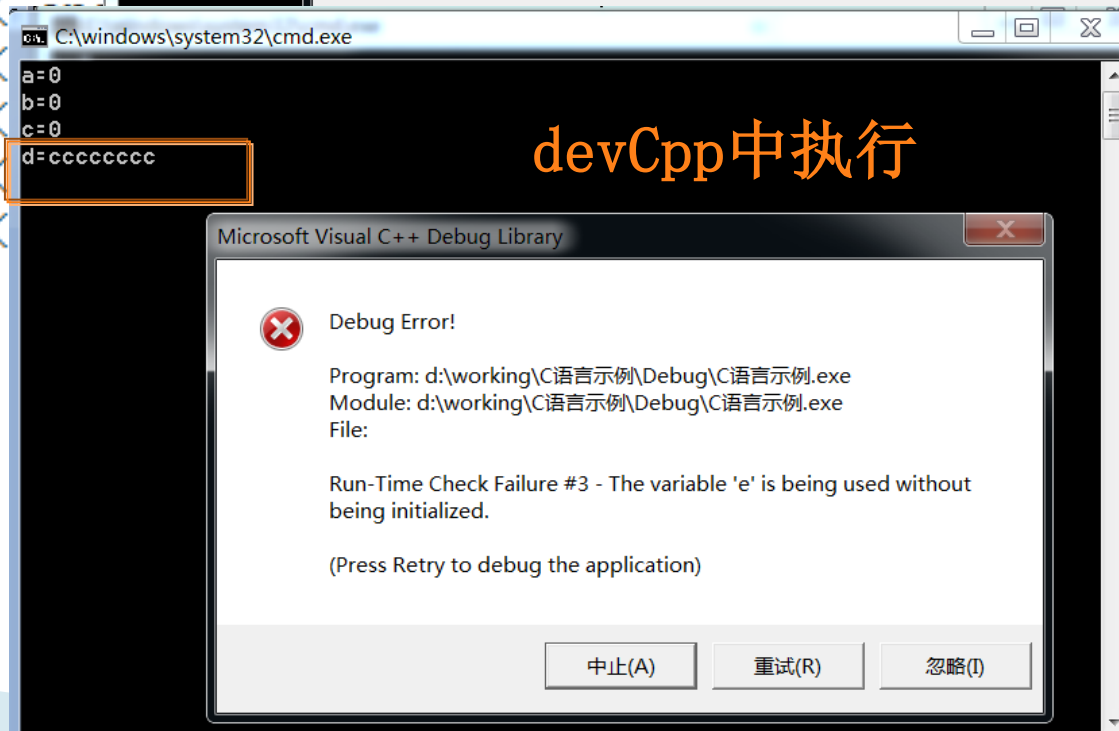 C:\windows\system32\cmd.exe
a=0
b=0
c=0
d=cccccccc
devCpp中执行
Microsoft Visual C++ Debug Library
Debug Error!
Program: d:\working\C语言示例\Debug\C语言示例.exe
Module: d:\working\C语言示例\Debug\C语言示例.exe
File:
Run-Time Check Failure #3 - The variable 'e' is being used without
being initialized.
(Press Retry to debug the application)
中止(A)
重试(R)
忽略(I)